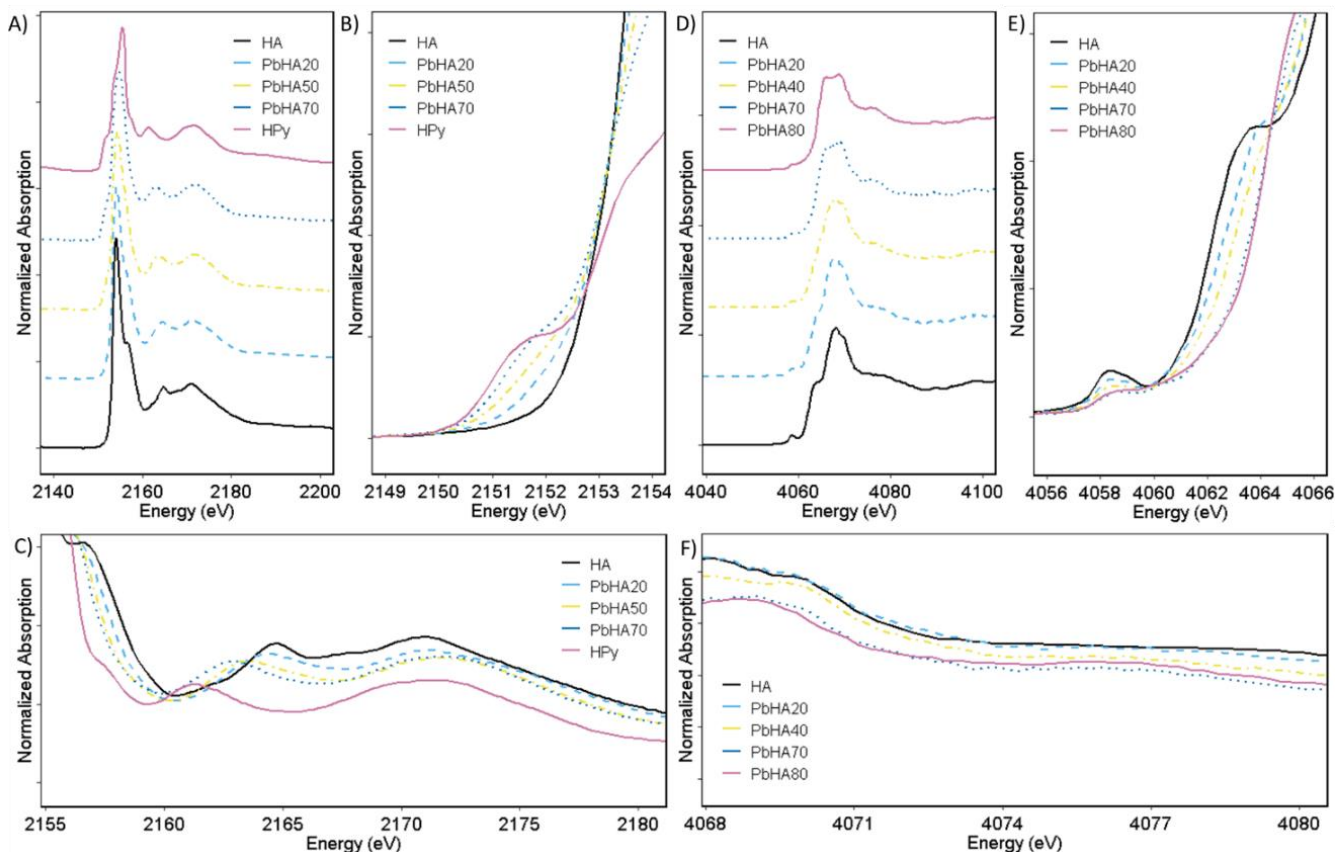 A)
HA
PbHA20
PbHA50
PbHA70
HPy
Normalized Absorption
2140 2160 2180 2200
Energy (eV)
B)
HA
PbHA20
PbHA50
PbHA70
HPy
Normalized Absorption
2149 2150 2151 2152 2153 2154
Energy (eV)
D)
HA
PbHA20
PbHA40
PbHA70
PbHA80
Normalized Absorption
4040 4060 4080 4100
Energy (eV)
E)
HA
PbHA20
PbHA40
PbHA70
PbHA80
Normalized Absorption
4056 4058 4060 4062 4064 4066
Energy (eV)
C)
HA
PbHA20
PbHA50
PbHA70
HPy
Normalized Absorption
2155 2160 2165 2170 2175 2180
Energy (eV)
F)
HA
PbHA20
PbHA40
PbHA70
PbHA80
Normalized Absorption
4068 4071 4074 4077 4080
Energy (eV)